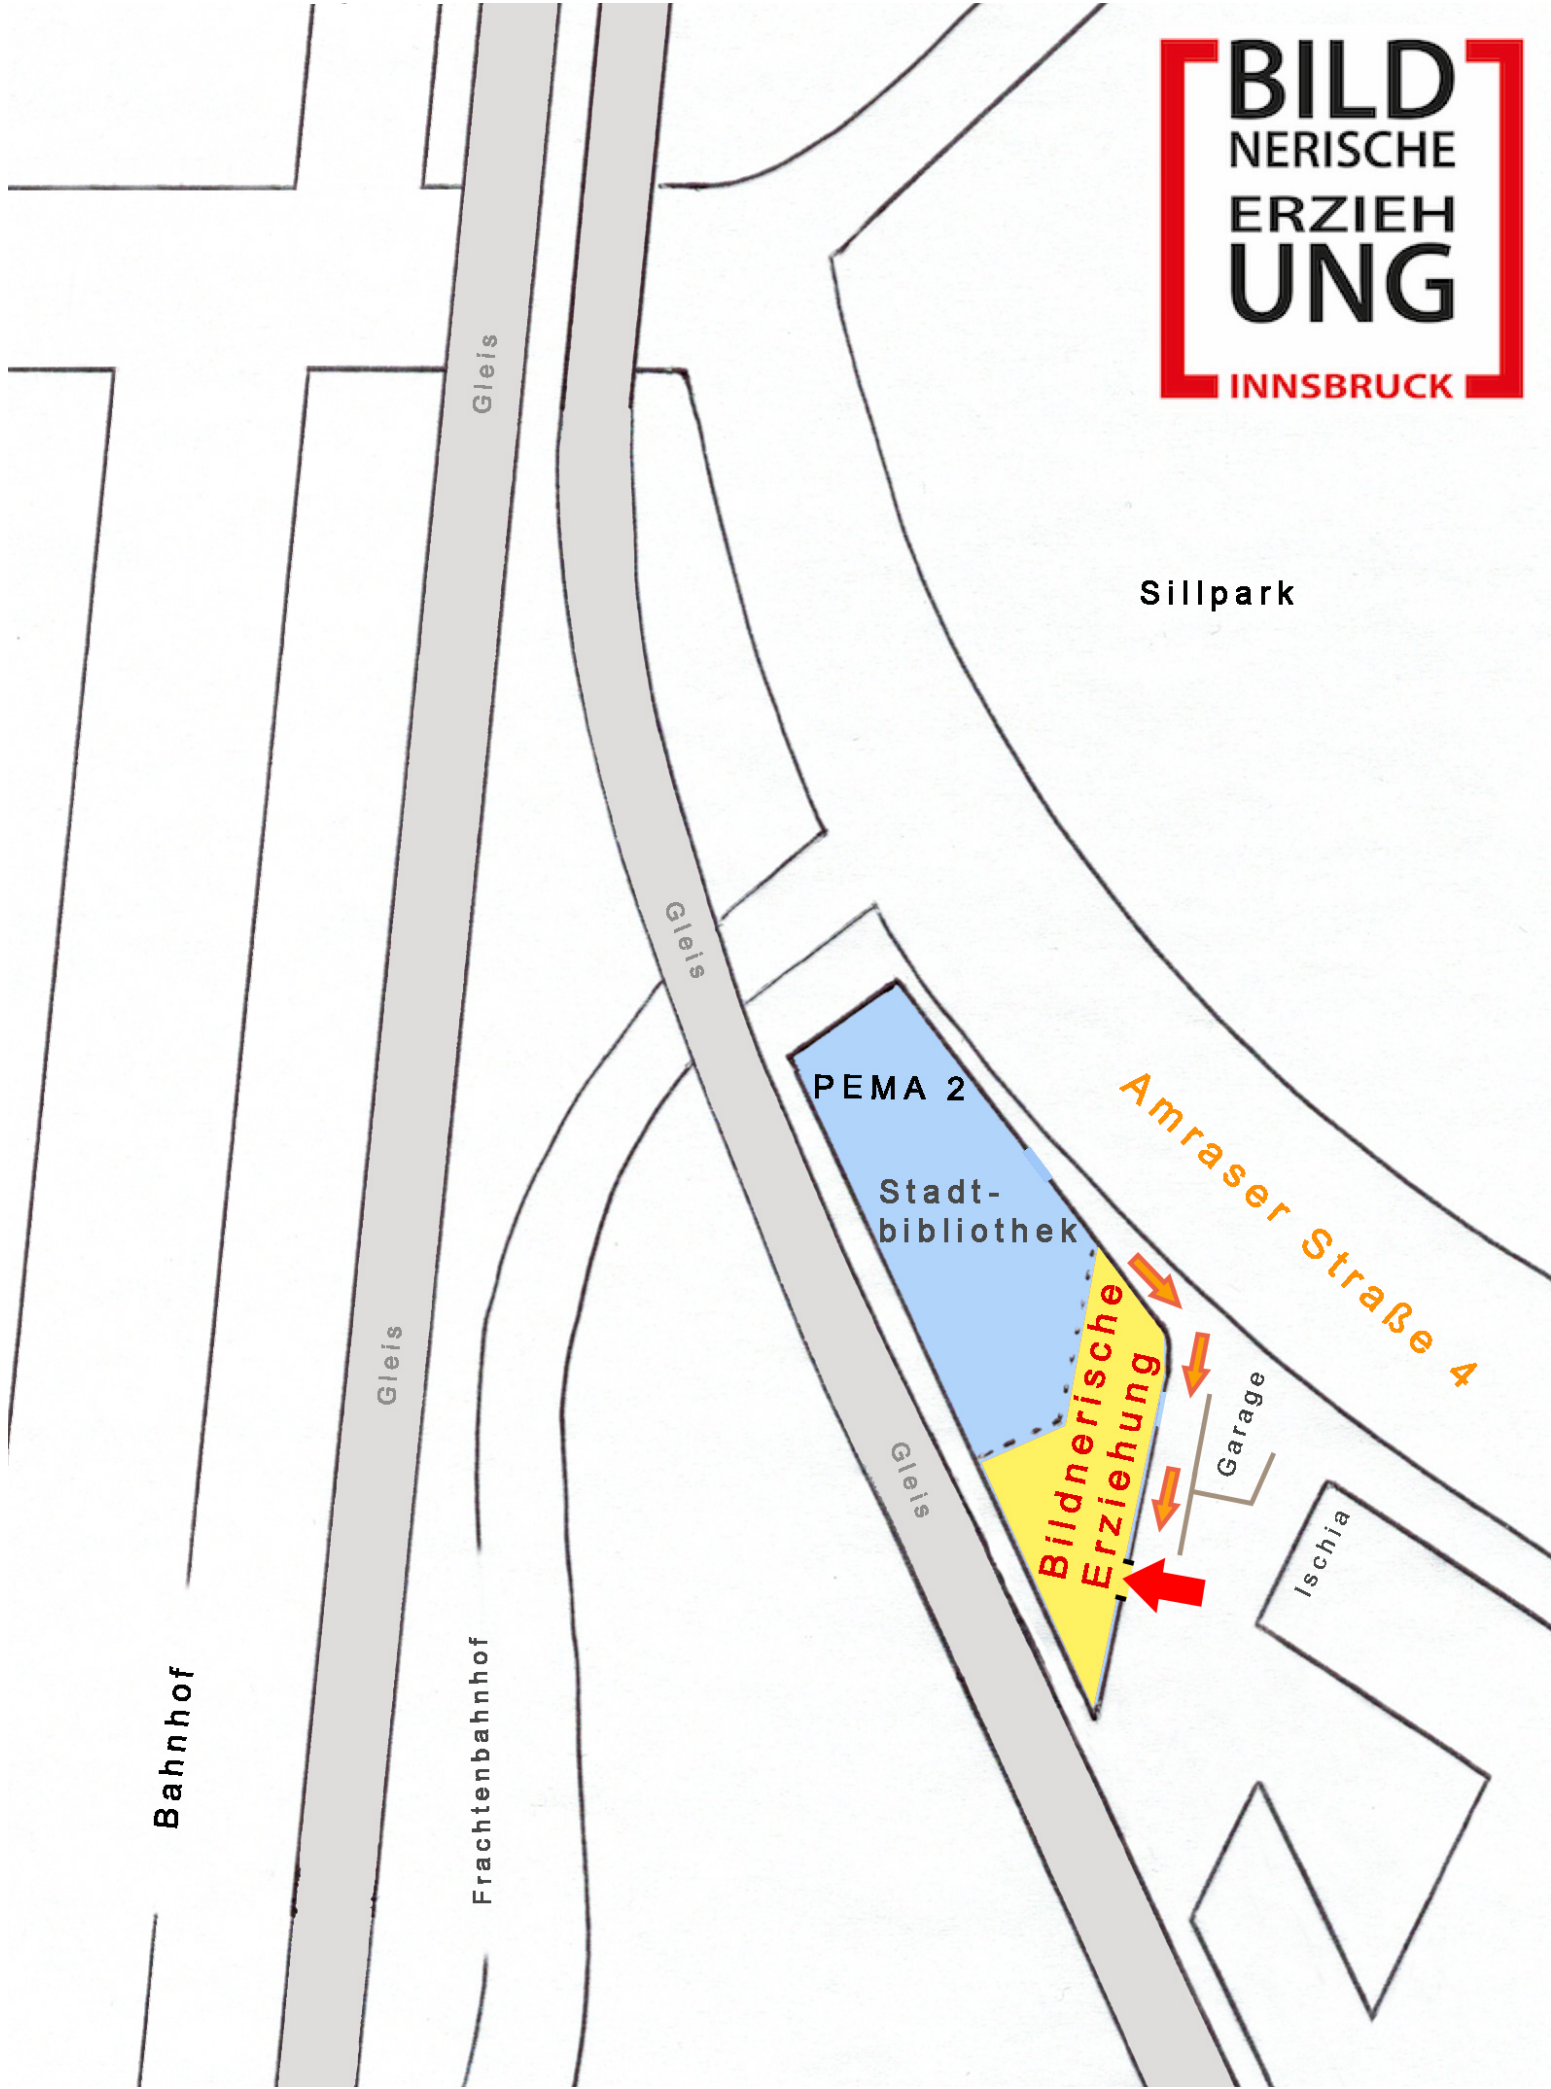 BILD
NERISCHE
ERZIEH
UNG
INNSBRUCK
Gleis
Sillpark
Gleis
PEMA 2
Amraser Straße 4
Stadt-
bibliothek
Bildnerische
Erziehung
Gleis
Garage
Gleis
Ischia
Bahnhof
Frachtenbahnhof